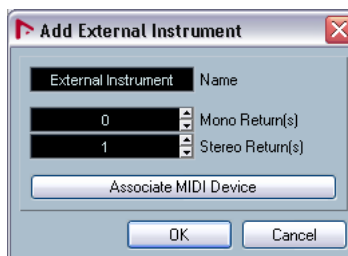 Add External Instrument
External Instrument Name
0 Mono Return(s)
1 Stereo Return(s)
Associate MIDI Device
OK Cancel